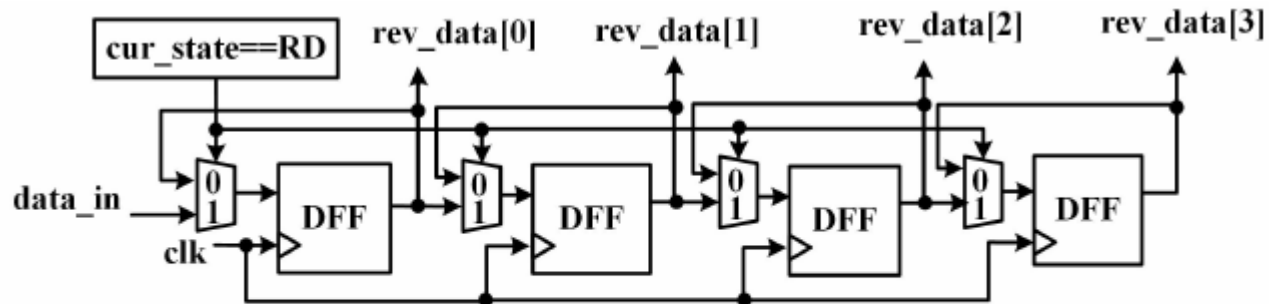 cur_state==RD
rev_data[0]
rev_data[1]
rev_data[2]
rev_data[3]
0
1
0
1
0
1
0
1
data_in
DFF
DFF
DFF
DFF
clk